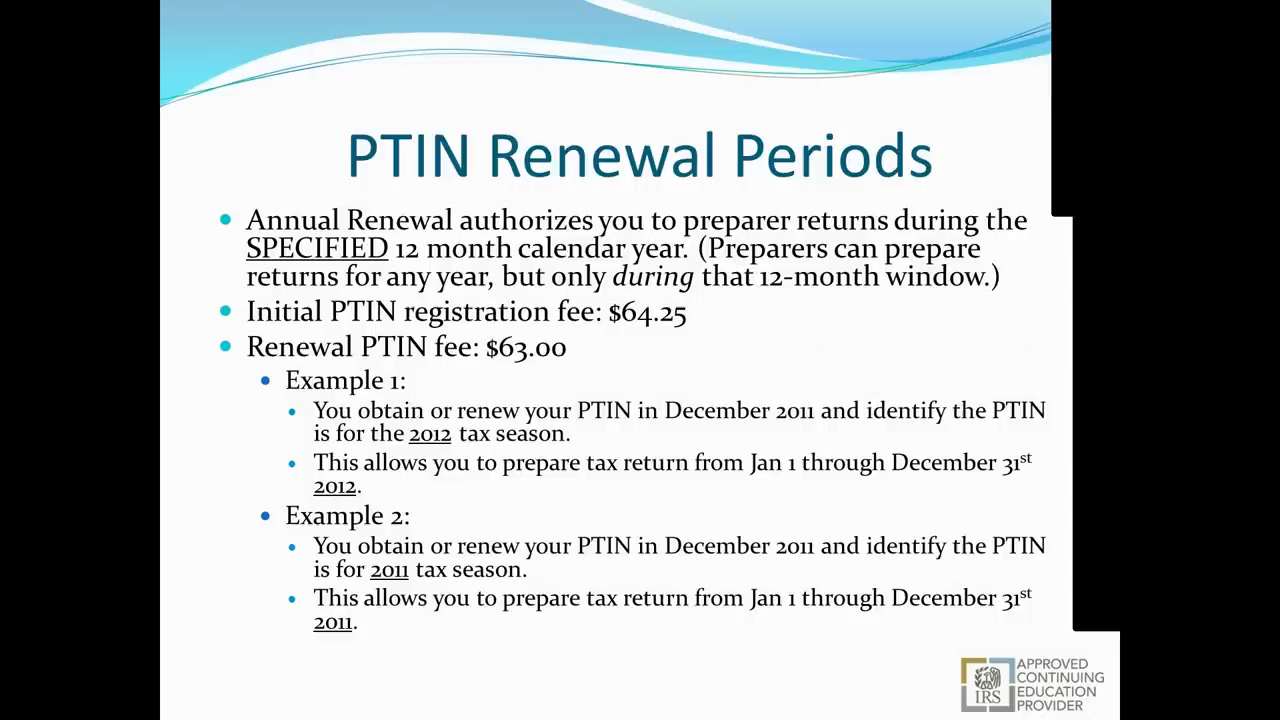 PTIN Renewal Periods
Annual Renewal authorizes you to preparer returns during the
SPECIFIED 12 month calendar year. (Preparers can prepare
returns for any year, but only during that 12-month window.)
Initial PTIN registration fee: $64.25
Renewal PTIN fee: $63.00
Example 1:
You obtain or renew your PTIN in December 2011 and identify the PTIN
is for the 2012 tax season.
This allows you to prepare tax return from Jan 1 through December 31st
2012.
Example 2:
You obtain or renew your PTIN in December 2011 and identify the PTIN
is for 2011 tax season.
This allows you to prepare tax return from Jan 1 through December 31st
2011.
IRS
APPROVED
CONTINUING
EDUCATION
PROVIDER